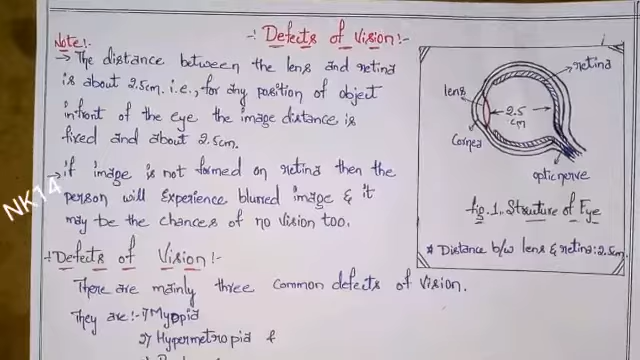 -: Defects of Vision :-
Note:-
→ The distance between the lens and retina
is about 2.5cm. i.e., for any position of object
infront of the eye the image distance is
fixed and about 2.5cm.
→ if image is not formed on retina then the
person will Experience blurred image & it
may be the chances of no vision too.
Defects of Vision :-
There are mainly three common defects of vision.
They are :- 1) Myopia
2) Hypermetropia &
NK14
retina
lens
2.5
cm
Cornea
optic nerve
fig.1. Struture of Eye
* Distance b/w lens & retina: 2.5cm.